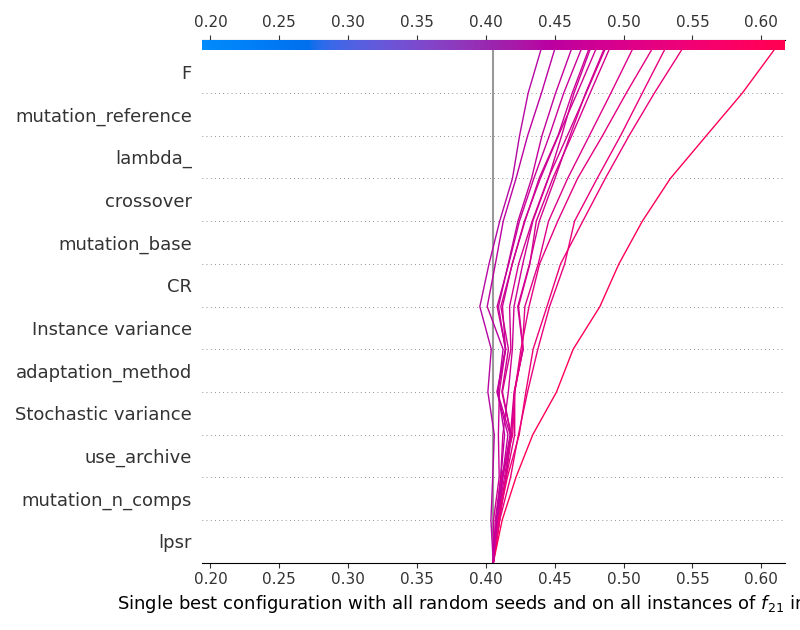 0.20 0.25 0.30 0.35 0.40 0.45 0.50 0.55 0.60
F
mutation_reference
lambda_
crossover
mutation_base
CR
Instance variance
adaptation_method
Stochastic variance
use_archive
mutation_n_comps
lpsr
0.20 0.25 0.30 0.35 0.40 0.45 0.50 0.55 0.60
Single best configuration with all random seeds and on all instances of f21